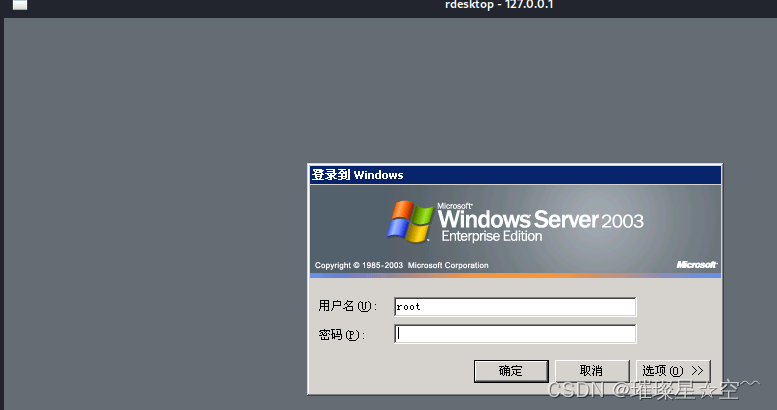 rdesktop - 127.0.0.1
登录到 Windows
Microsoft®
Windows Server 2003
Enterprise Edition
Copyright © 1985-2003 Microsoft Corporation
Microsoft®
用户名(U):
root
密码(P):
确定
取消
选项(O) >>
CSDN @璀璨星☆空﹌